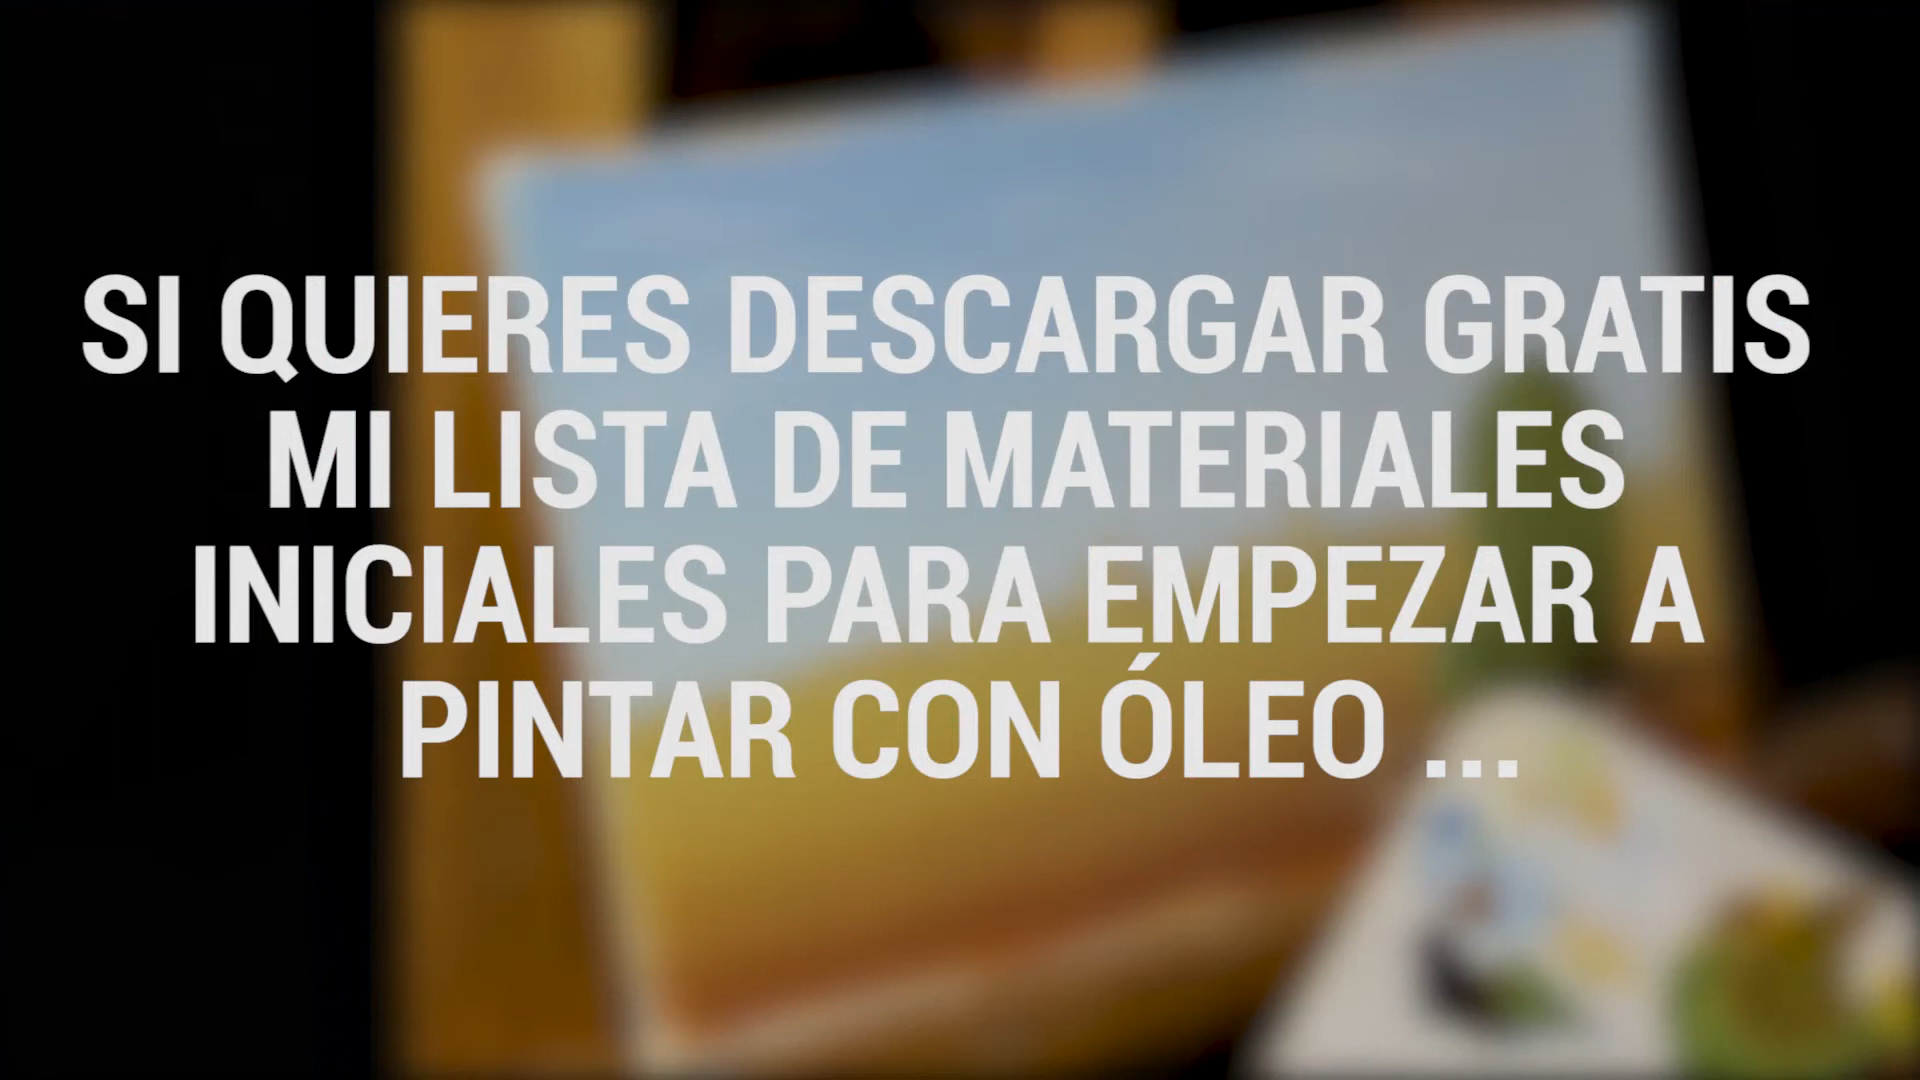 SI QUIERES DESCARGAR GRATIS
MI LISTA DE MATERIALES
INICIALES PARA EMPEZAR A
PINTAR CON ÓLEO ...